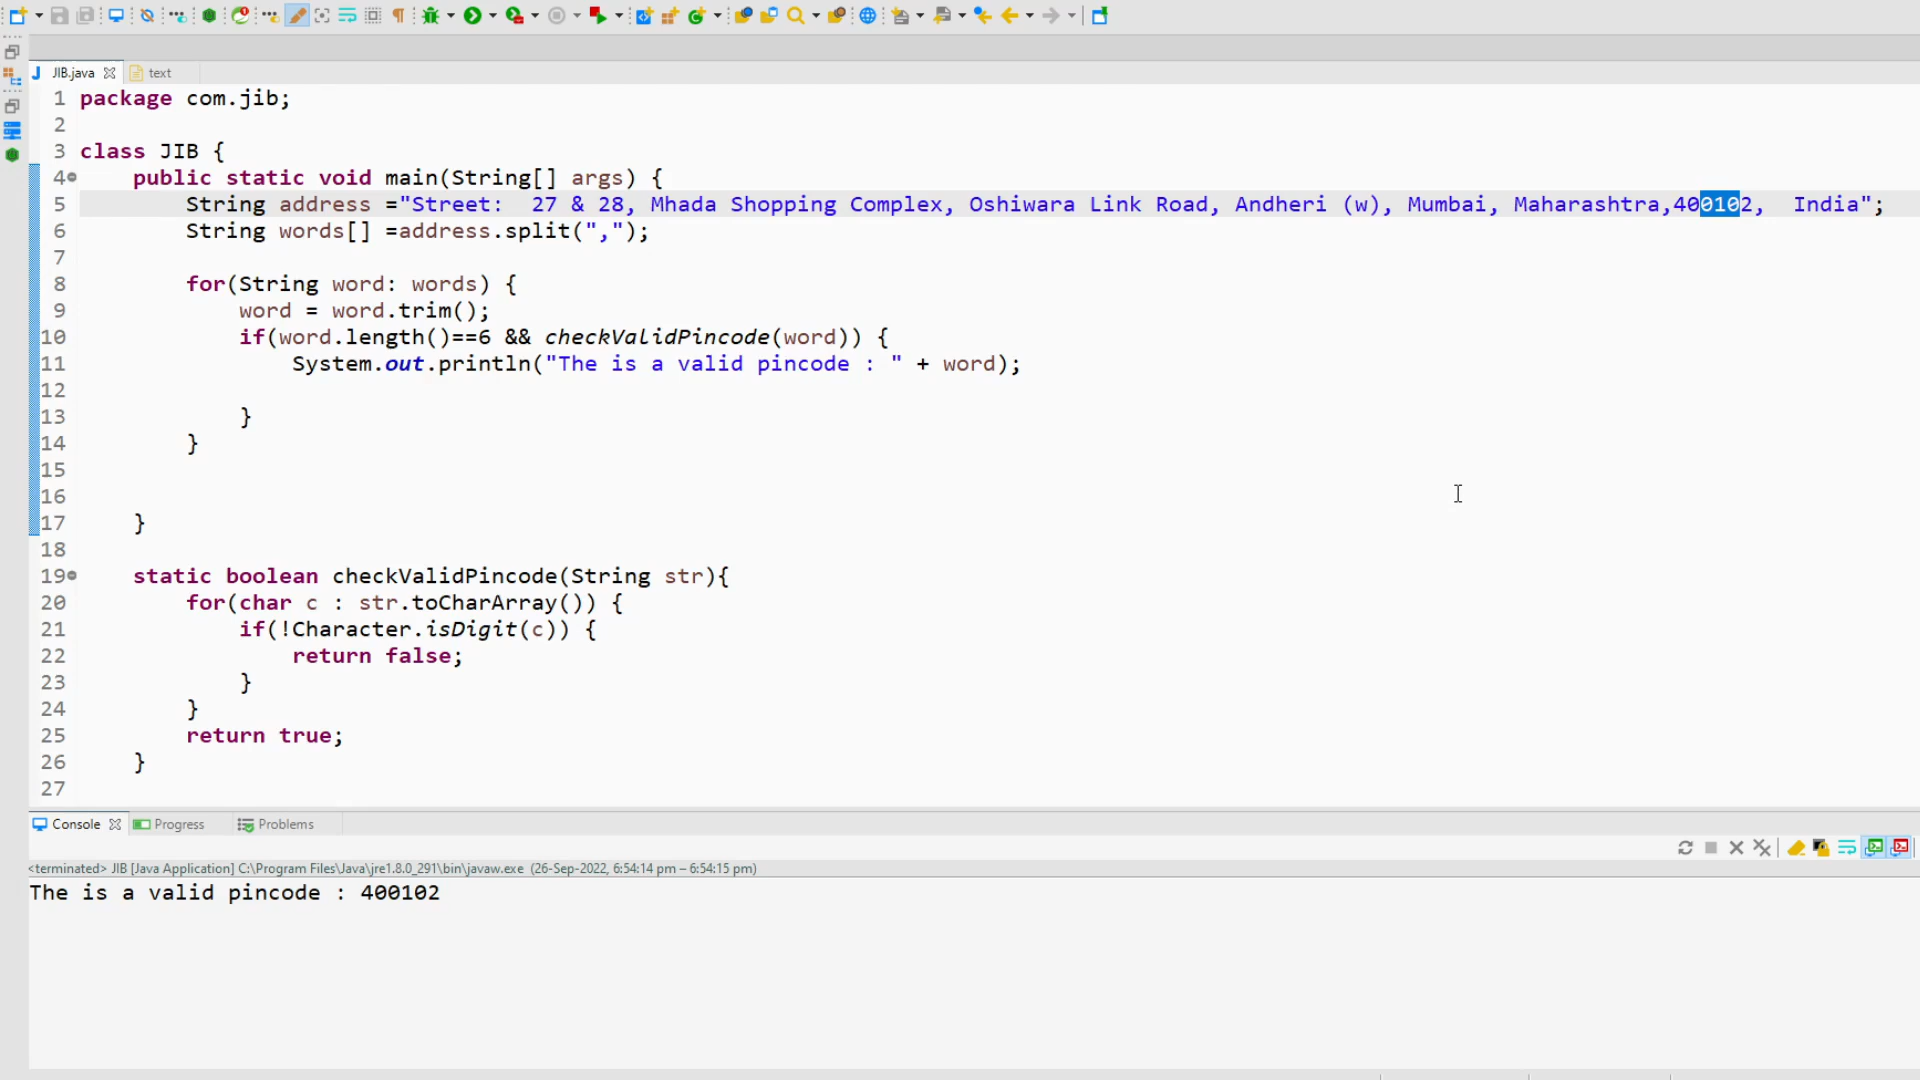 JIB.java text
1 package com.jib;
2
3 class JIB {
4 public static void main(String[] args) {
5 String address ="Street:  27 & 28, Mhada Shopping Complex, Oshiwara Link Road, Andheri (w), Mumbai, Maharashtra,400102,  India";
6 String words[] =address.split(",");
7
8 for(String word: words) {
9 word = word.trim();
10 if(word.length()==6 && checkValidPincode(word)) {
11 System.out.println("The is a valid pincode : " + word);
12
13 }
14 }
15
16
17 }
18
19 static boolean checkValidPincode(String str){
20 for(char c : str.toCharArray()) {
21 if(!Character.isDigit(c)) {
22 return false;
23 }
24 }
25 return true;
26 }
27
Console Progress Problems
<terminated> JIB [Java Application] C:\Program Files\Java\jre1.8.0_291\bin\javaw.exe (26-Sep-2022, 6:54:14 pm – 6:54:15 pm)
The is a valid pincode : 400102